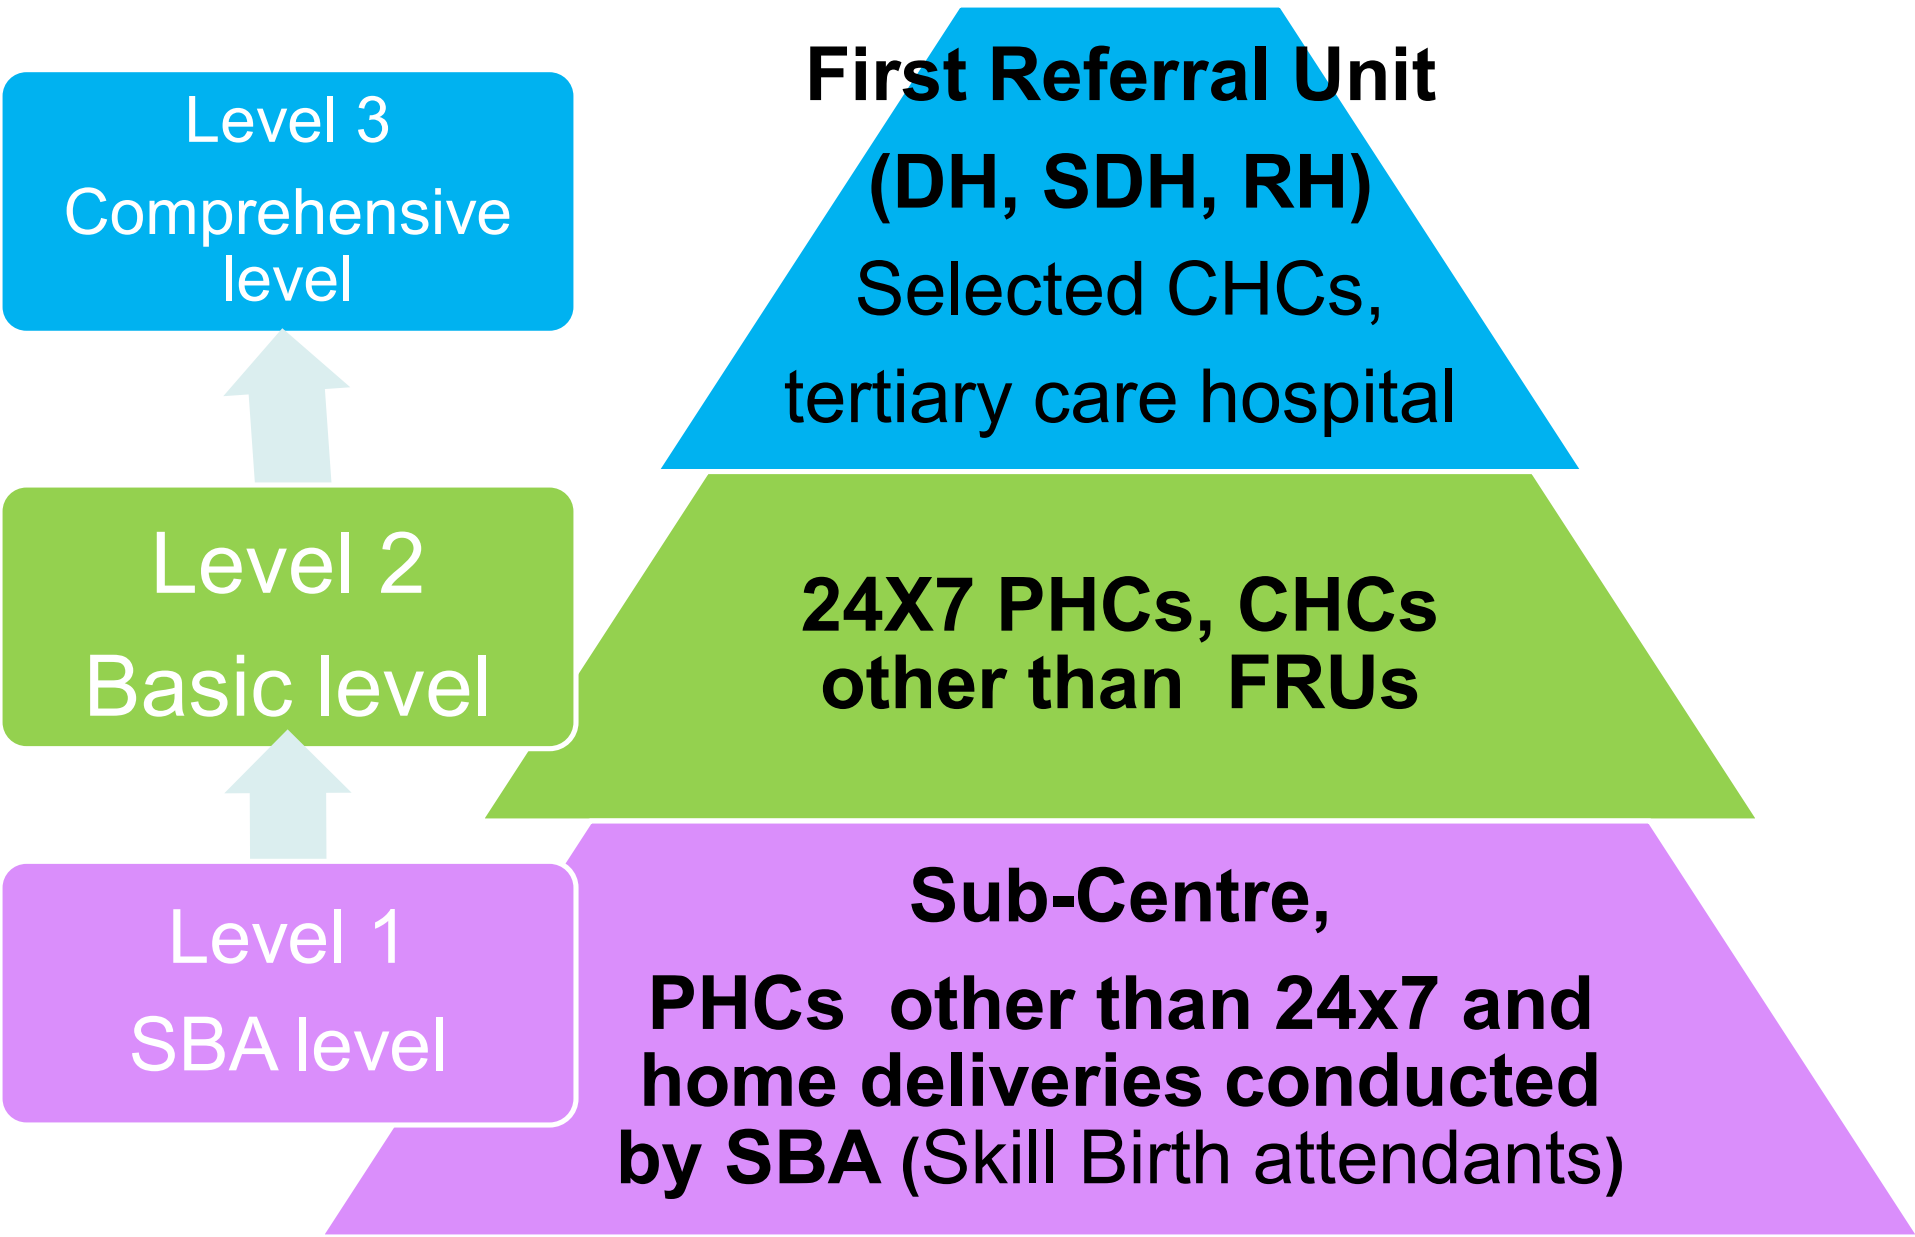 Level 3
Comprehensive
level
First Referral Unit
(DH, SDH, RH)
Selected CHCs,
tertiary care hospital
Level 2
Basic level
24X7 PHCs, CHCs
other than FRUs
Level 1
SBA level
Sub-Centre,
PHCs other than 24x7 and
home deliveries conducted
by SBA (Skill Birth attendants)